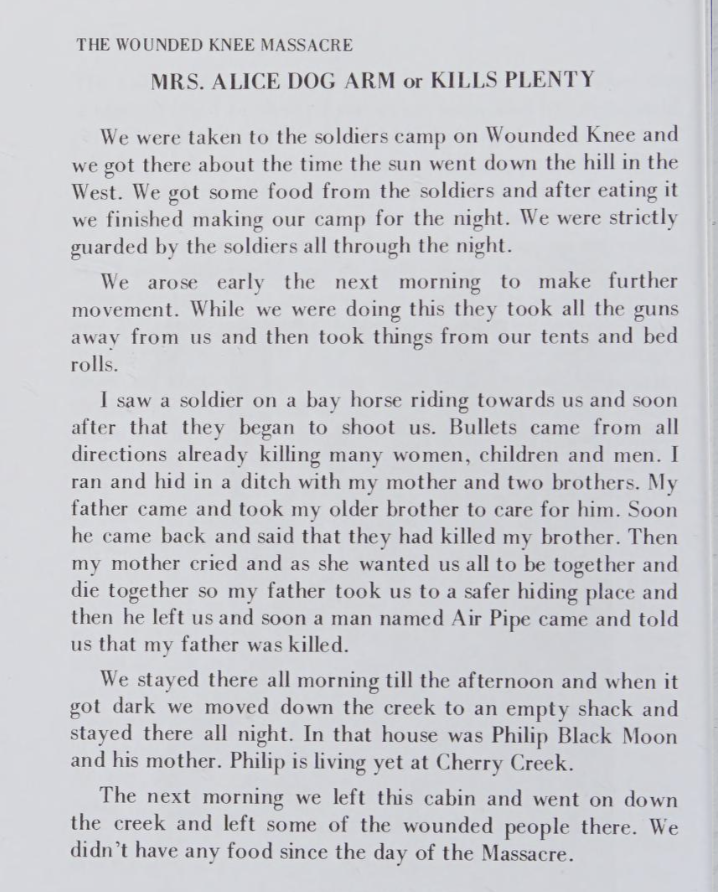 THE WOUNDED KNEE MASSACRE
MRS. ALICE DOG ARM or KILLS PLENTY
We were taken to the soldiers camp on Wounded Knee and
we got there about the time the sun went down the hill in the
West. We got some food from the soldiers and after eating it
we finished making our camp for the night. We were strictly
guarded by the soldiers all through the night.
We arose early the next morning to make further
movement. While we were doing this they took all the guns
away from us and then took things from our tents and bed
rolls.
I saw a soldier on a bay horse riding towards us and soon
after that they began to shoot us. Bullets came from all
directions already killing many women, children and men. I
ran and hid in a ditch with my mother and two brothers. My
father came and took my older brother to care for him. Soon
he came back and said that they had killed my brother. Then
my mother cried and as she wanted us all to be together and
die together so my father took us to a safer hiding place and
then he left us and soon a man named Air Pipe came and told
us that my father was killed.
We stayed there all morning till the afternoon and when it
got dark we moved down the creek to an empty shack and
stayed there all night. In that house was Philip Black Moon
and his mother. Philip is living yet at Cherry Creek.
The next morning we left this cabin and went on down
the creek and left some of the wounded people there. We
didn't have any food since the day of the Massacre.